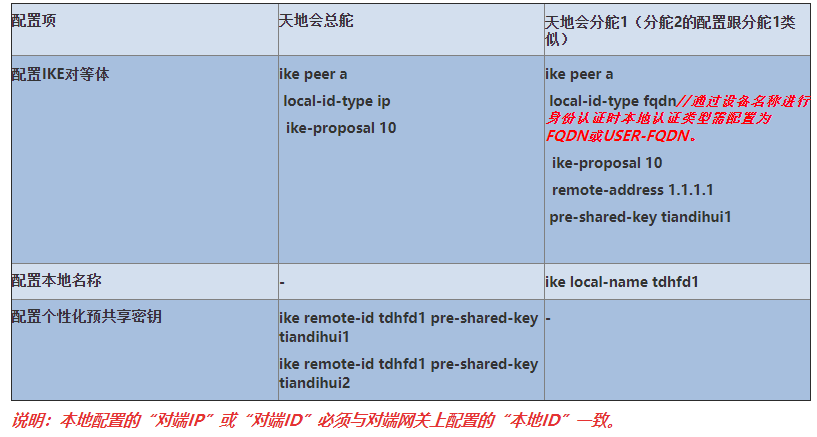 配置项
天地会总舵
天地会分舵1（分舵2的配置跟分舵1类
似）
配置IKE对等体
ike peer a
local-id-type ip
ike-proposal 10
ike peer a
local-id-type fqdn//通过设备名称进行
身份认证时本地认证类型需配置为
FQDN或USER-FQDN。
ike-proposal 10
remote-address 1.1.1.1
pre-shared-key tiandihui1
配置本地名称
-
ike local-name tdhfd1
配置个性化预共享密钥
ike remote-id tdhfd1 pre-shared-key
tiandihui1
ike remote-id tdhfd1 pre-shared-key
tiandihui2
-
说明：本地配置的“对端IP”或“对端ID”必须与对端网关上配置的“本地ID”一致。